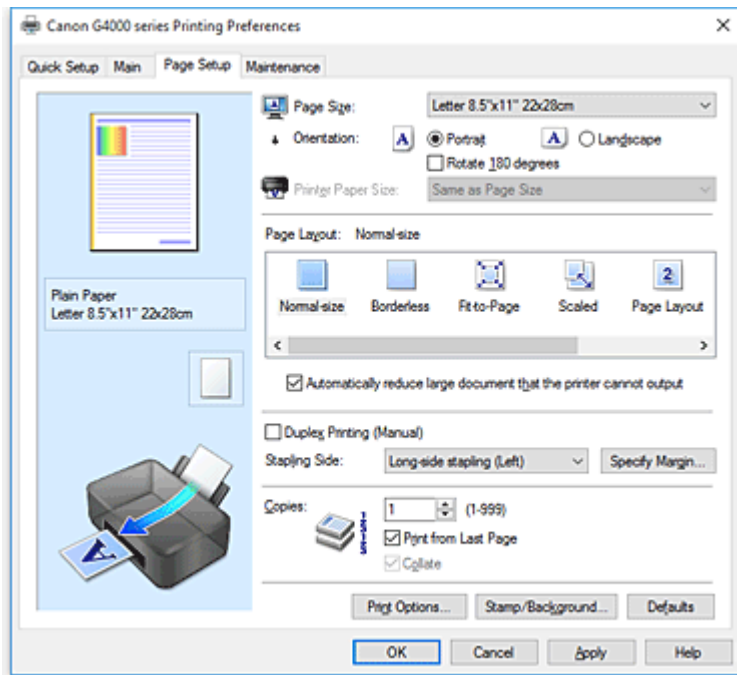 Canon G4000 series Printing Preferences
Quick Setup Main Page Setup Maintenance
Page Size: Letter 8.5"x11" 22x28cm
Orientation: A Portrait A Landscape
Rotate 180 degrees
Printer Paper Size: Same as Page Size
Page Layout: Normal-size
2
Normal-size Borderless Fit-to-Page Scaled Page Layout
Plain Paper
Letter 8.5"x11" 22x28cm
Automatically reduce large document that the printer cannot output
Duplex Printing (Manual)
Stapling Side: Long-side stapling (Left) Specify Margin...
Copies: 1 (1-999)
Print from Last Page
Collate
A
Print Options... Stamp/Background... Defaults
OK Cancel Apply Help